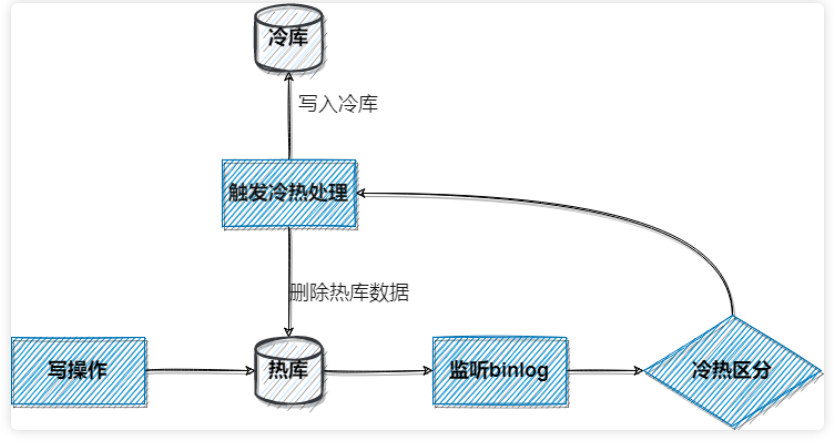 冷库
写入冷库
触发冷热处理
删除热库数据
写操作
热库
监听binlog
冷热区分